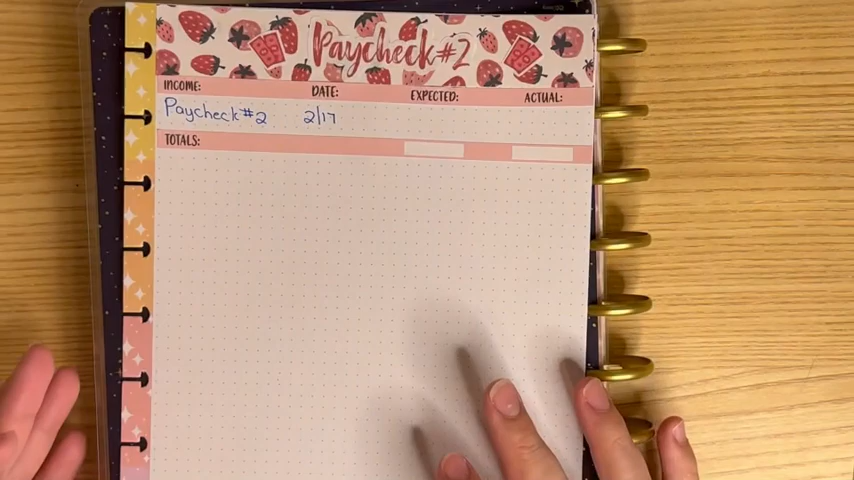 Paycheck #2
INCOME: DATE: EXPECTED: ACTUAL:
Paycheck #2 2/17
TOTALS: